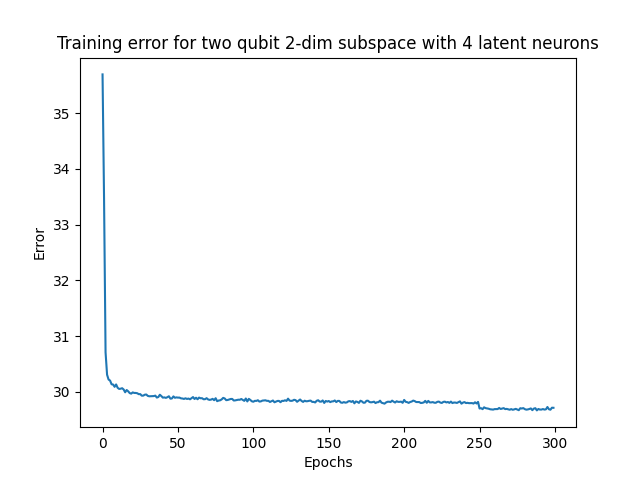 Training error for two qubit 2-dim subspace with 4 latent neurons
35
34
33
32
31
30
Error
0 50 100 150 200 250 300
Epochs